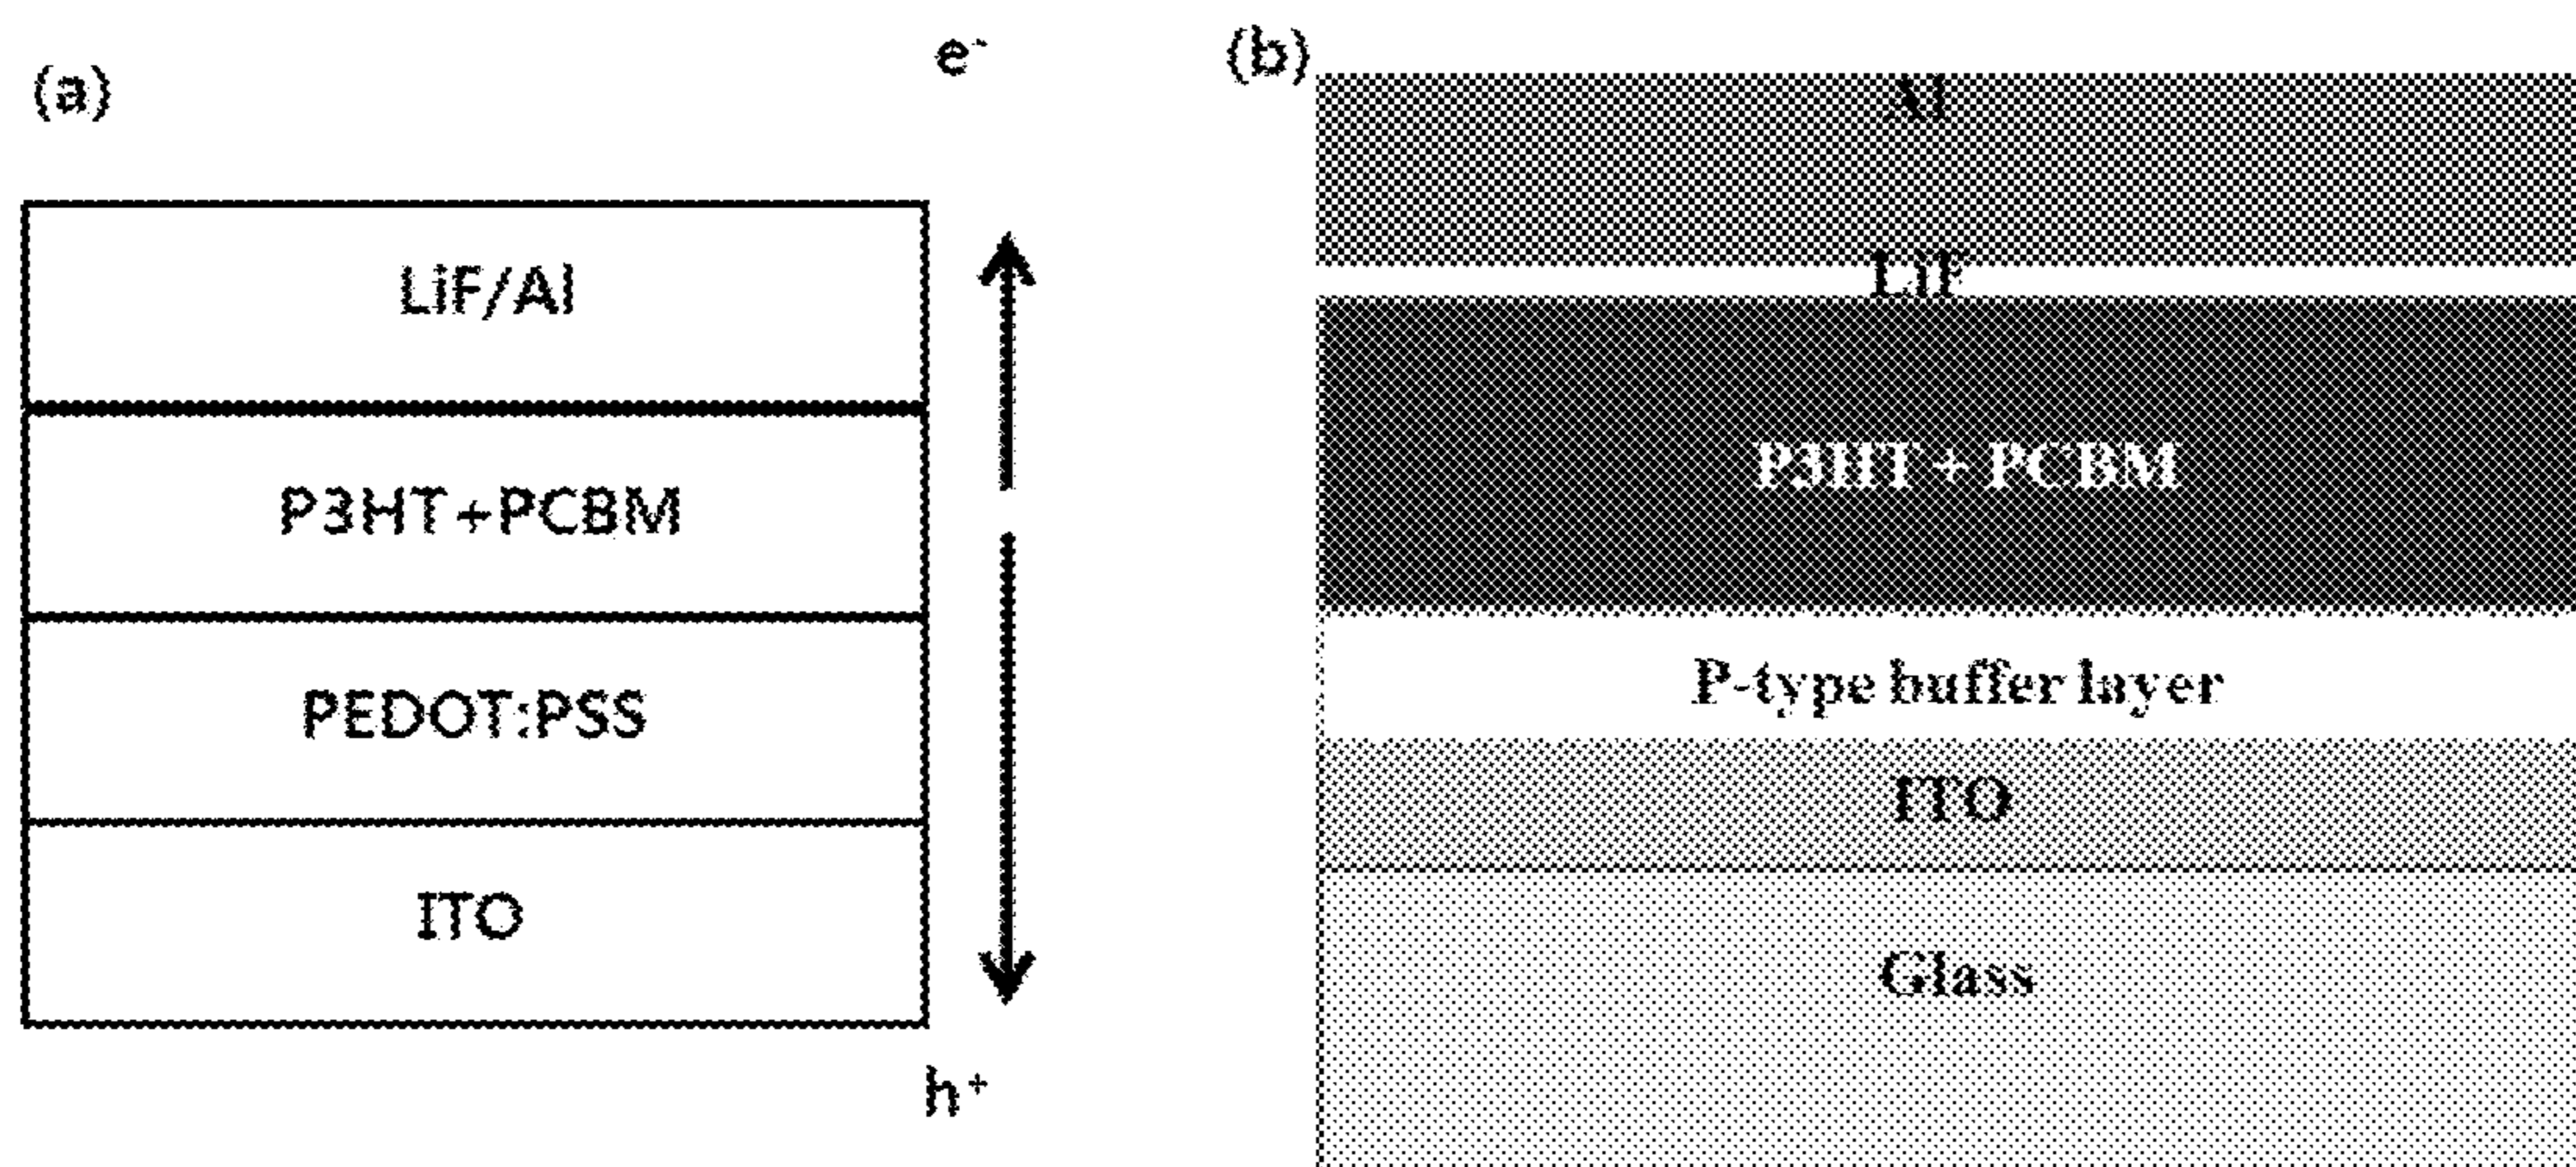 (a)
e⁻
LiF/Al
P3HT+PCBM
PEDOT:PSS
ITO
h⁺
(b)
Al
LiF
P3HT + PCBM
P-type buffer layer
ITO
Glass